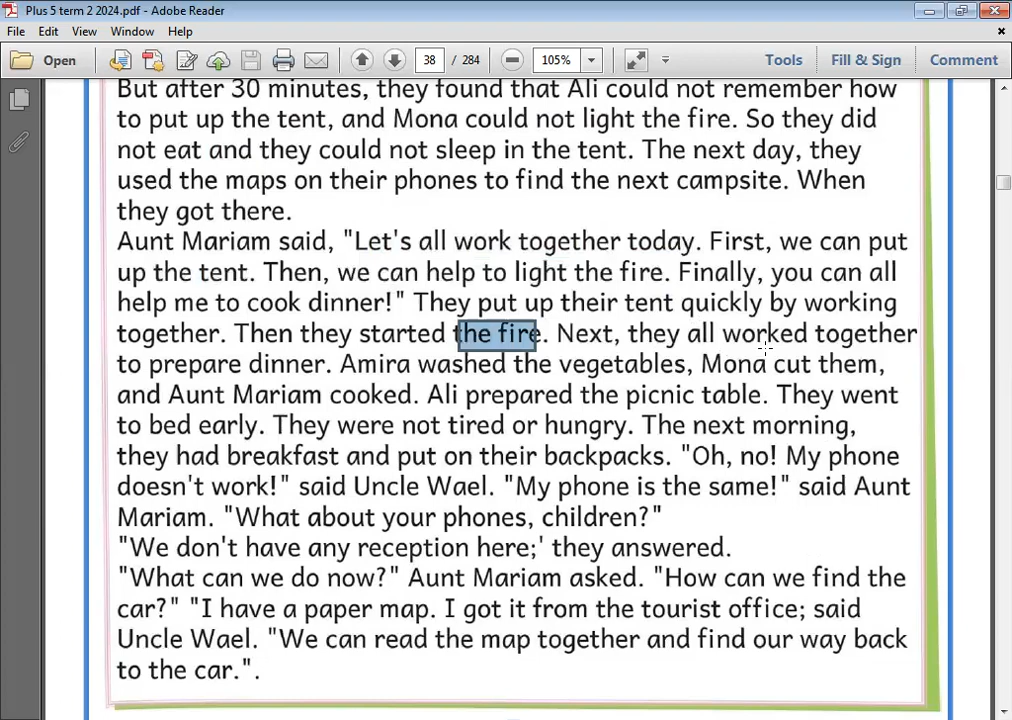 Plus 5 term 2 2024.pdf - Adobe Reader
File Edit View Window Help
Open 38 / 284 105% Tools Fill & Sign Comment
But after 30 minutes, they found that Ali could not remember how
to put up the tent, and Mona could not light the fire. So they did
not eat and they could not sleep in the tent. The next day, they
used the maps on their phones to find the next campsite. When
they got there.
Aunt Mariam said, "Let's all work together today. First, we can put
up the tent. Then, we can help to light the fire. Finally, you can all
help me to cook dinner!" They put up their tent quickly by working
together. Then they started the fire. Next, they all worked together
to prepare dinner. Amira washed the vegetables, Mona cut them,
and Aunt Mariam cooked. Ali prepared the picnic table. They went
to bed early. They were not tired or hungry. The next morning,
they had breakfast and put on their backpacks. "Oh, no! My phone
doesn't work!" said Uncle Wael. "My phone is the same!" said Aunt
Mariam. "What about your phones, children?"
"We don't have any reception here;' they answered.
"What can we do now?" Aunt Mariam asked. "How can we find the
car?" "I have a paper map. I got it from the tourist office; said
Uncle Wael. "We can read the map together and find our way back
to the car.".